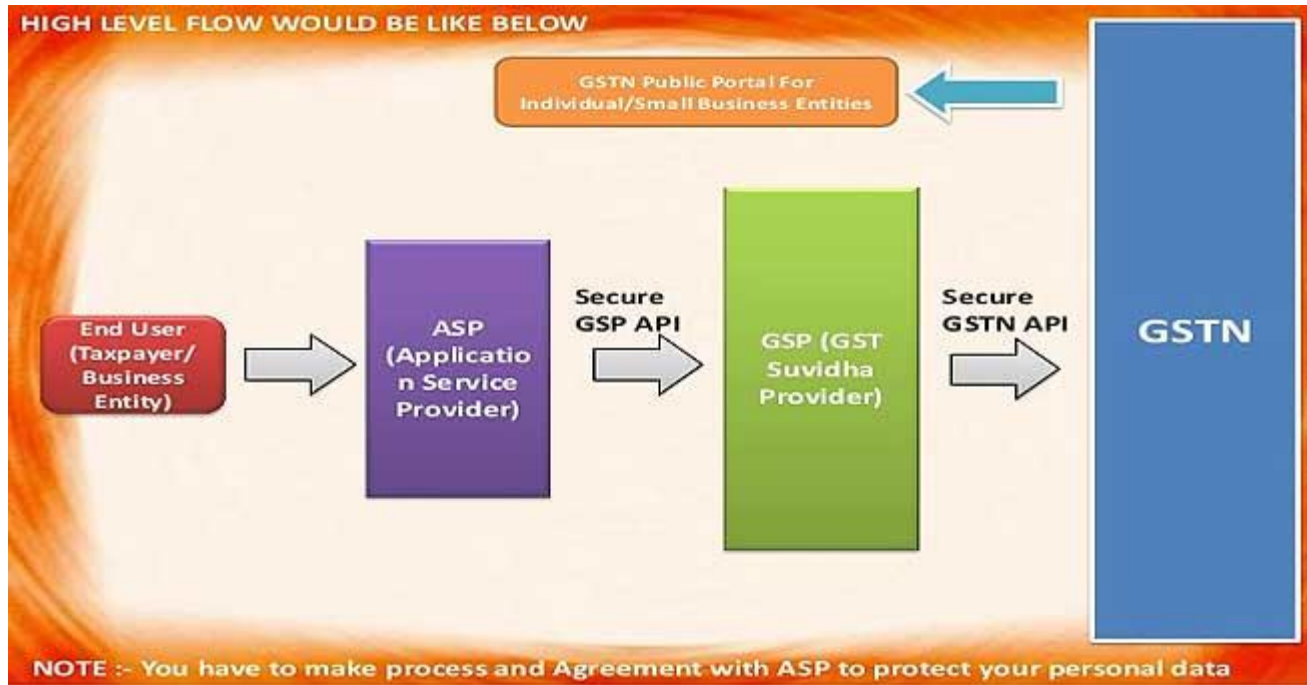 HIGH LEVEL FLOW WOULD BE LIKE BELOW
GSTN Public Portal For
Individual/Small Business Entities
End User
(Taxpayer/
Business
Entity)
ASP
(Applicatio
n Service
Provider)
Secure
GSP API
GSP (GST
Suvidha
Provider)
Secure
GSTN API
GSTN
NOTE :- You have to make process and Agreement with ASP to protect your personal data